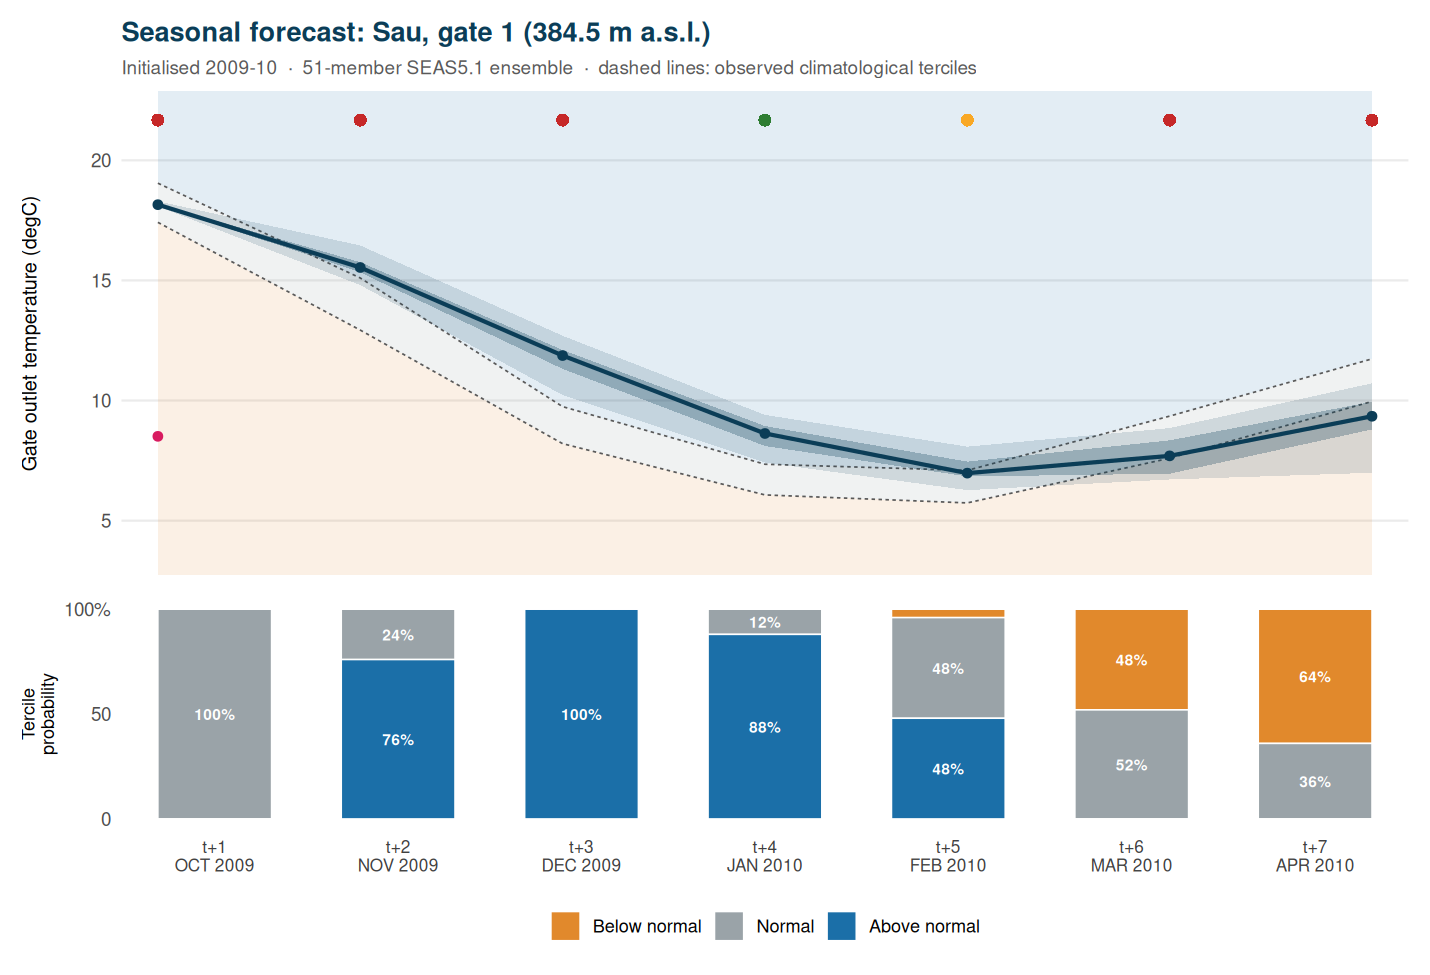 Seasonal forecast: Sau, gate 1 (384.5 m a.s.l.)
Initialised 2009-10 · 51-member SEAS5.1 ensemble · dashed lines: observed climatological terciles
Gate outlet temperature (degC)
20
15
10
5
Tercile
probability
100%
50
0
100%
24%
76%
100%
12%
88%
48%
48%
48%
52%
64%
36%
t+1
OCT 2009
t+2
NOV 2009
t+3
DEC 2009
t+4
JAN 2010
t+5
FEB 2010
t+6
MAR 2010
t+7
APR 2010
Below normal
Normal
Above normal